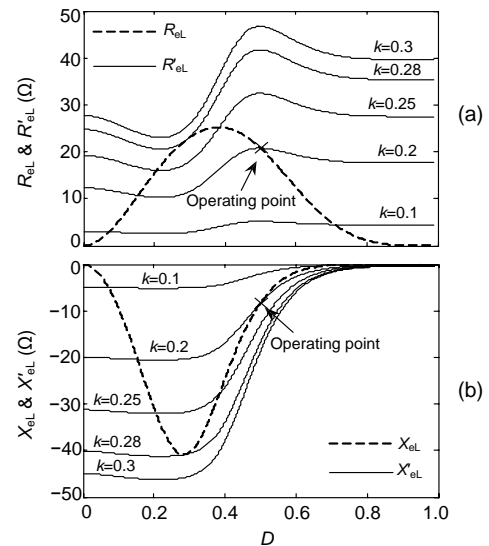 R_eL & R'_eL (Ω)
50
40
30
20
10
0
R_eL
R'_eL
k=0.3
k=0.28
k=0.25
k=0.2
k=0.1
Operating point
(a)
X_eL & X'_eL (Ω)
0
−10
−20
−30
−40
−50
k=0.1
k=0.2
k=0.25
k=0.28
k=0.3
Operating point
X_eL
X'_eL
(b)
0 0.2 0.4 0.6 0.8 1.0
D